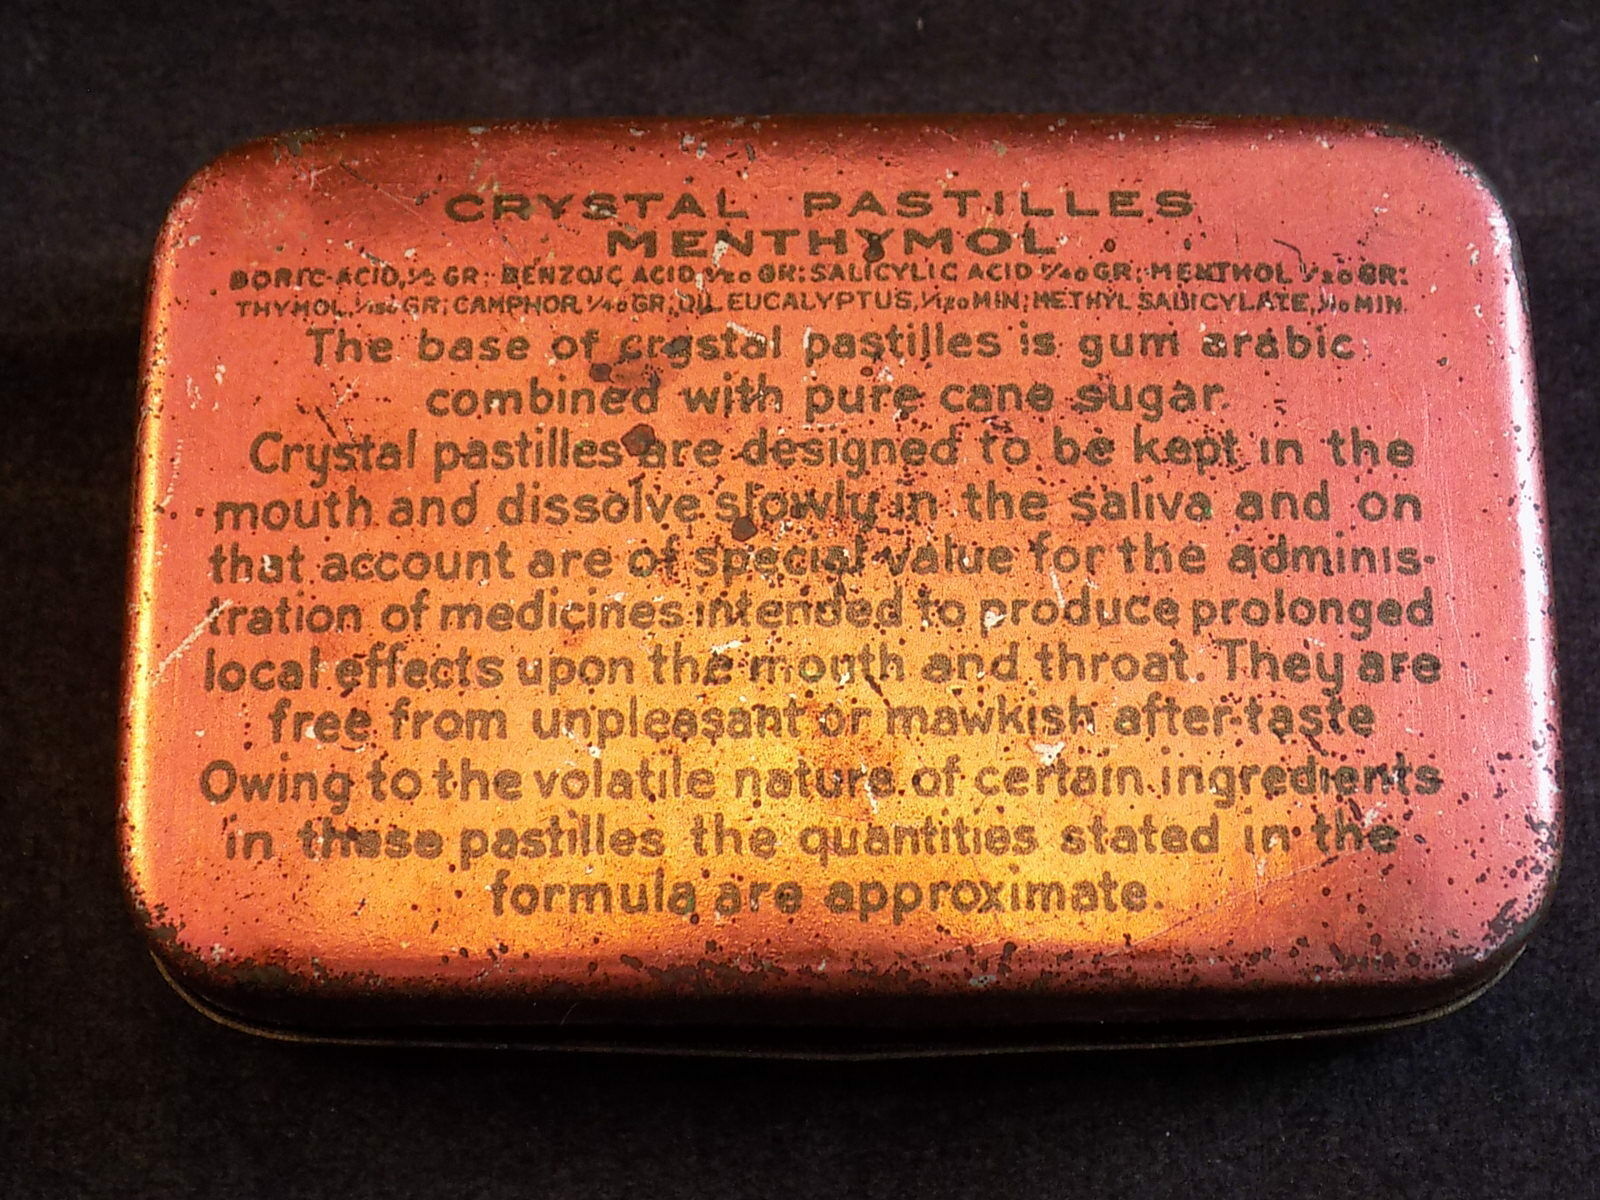 CRYSTAL PASTILLES
MENTHYMOL
BORIC-ACID, 1/2 GR: BENZOIC ACID 1/20 GR: SALICYLIC ACID 1/40 GR: MENTHOL 1/20 GR:
THYMOL, GR; CAMPHOR 1/40 GR, OIL EUCALYPTUS, 1/120 MIN; METHYL SALICYLATE, MIN.
The base of crystal pastilles is gum arabic
combined with pure cane sugar.
Crystal pastilles are designed to be kept in the
mouth and dissolve slowly in the saliva and on
that account are of special value for the adminis-
tration of medicines intended to produce prolonged
local effects upon the mouth and throat. They are
free from unpleasant or mawkish after-taste
Owing to the volatile nature of certain ingredients
in these pastilles the quantities stated in the
formula are approximate.